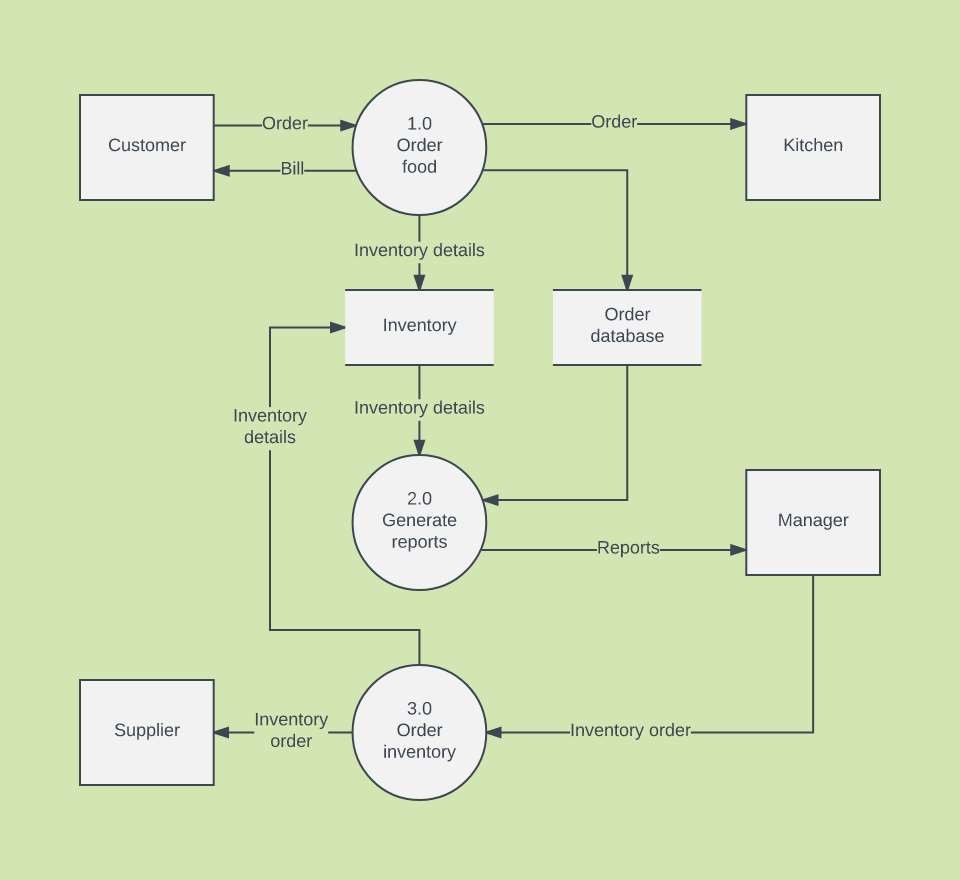 Customer
Order
Bill
1.0
Order
food
Order
Kitchen
Inventory details
Inventory
Order
database
Inventory details
Inventory
details
2.0
Generate
reports
Reports
Manager
Supplier
Inventory
order
3.0
Order
inventory
Inventory order